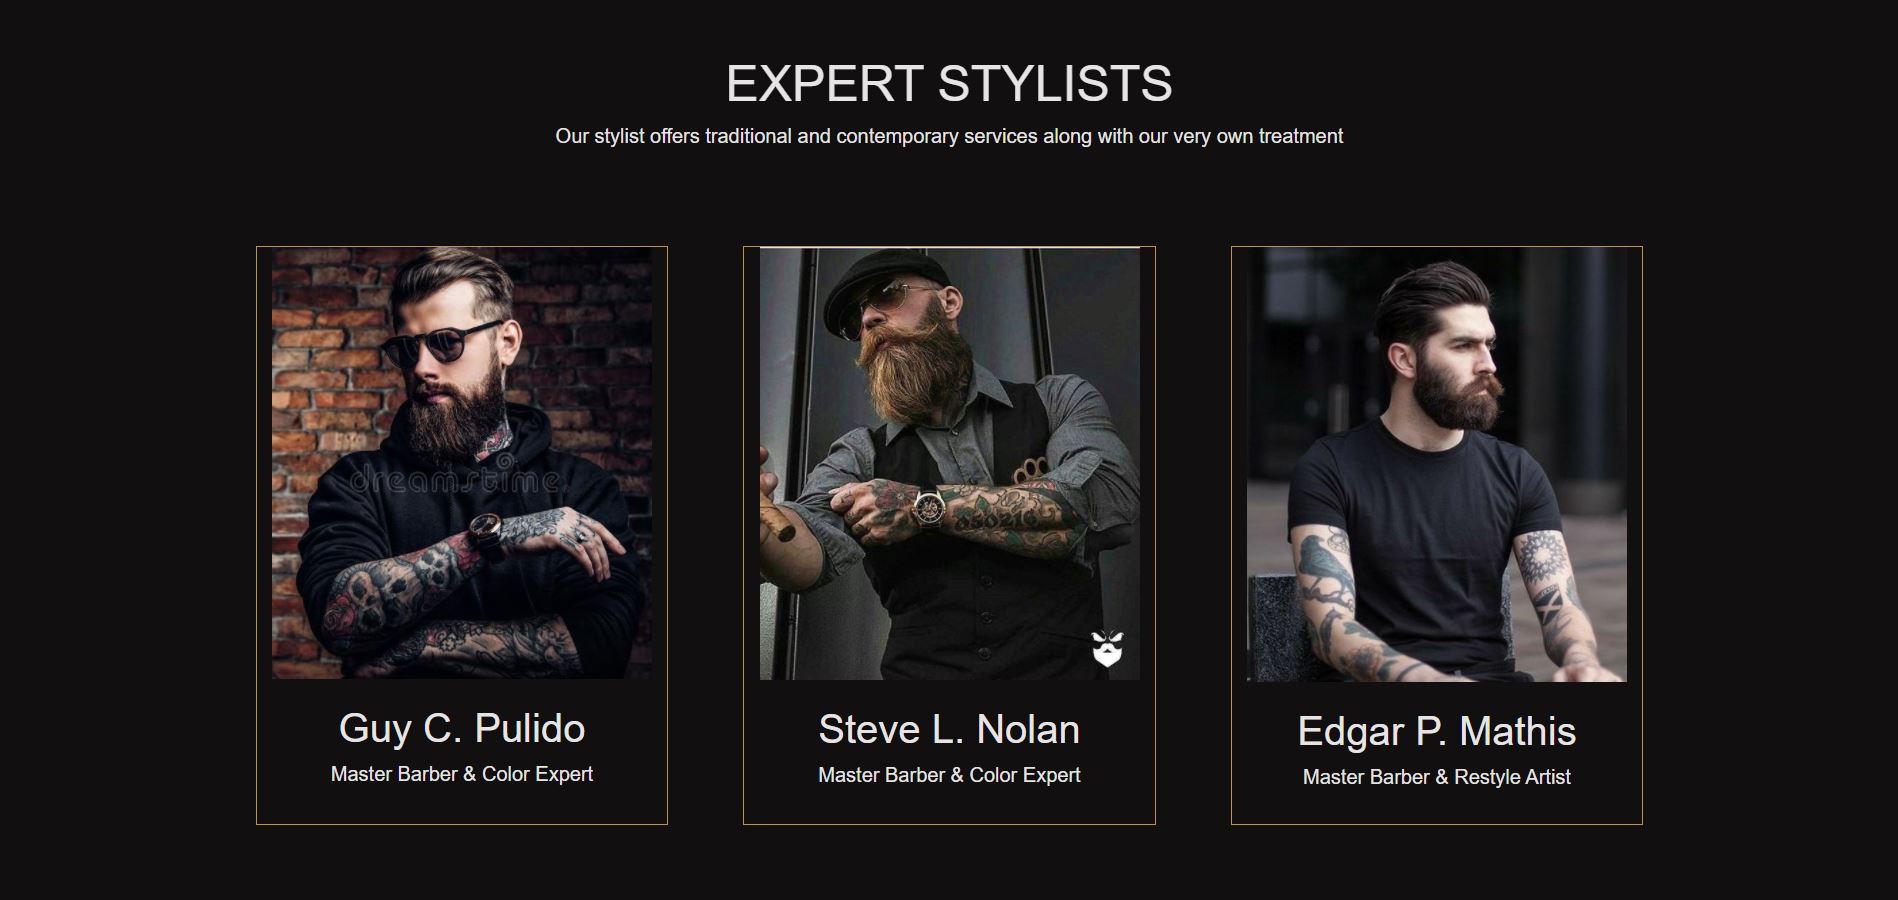 EXPERT STYLISTS
Our stylist offers traditional and contemporary services along with our very own treatment
dreamstime
Guy C. Pulido
Master Barber & Color Expert
Steve L. Nolan
Master Barber & Color Expert
Edgar P. Mathis
Master Barber & Restyle Artist